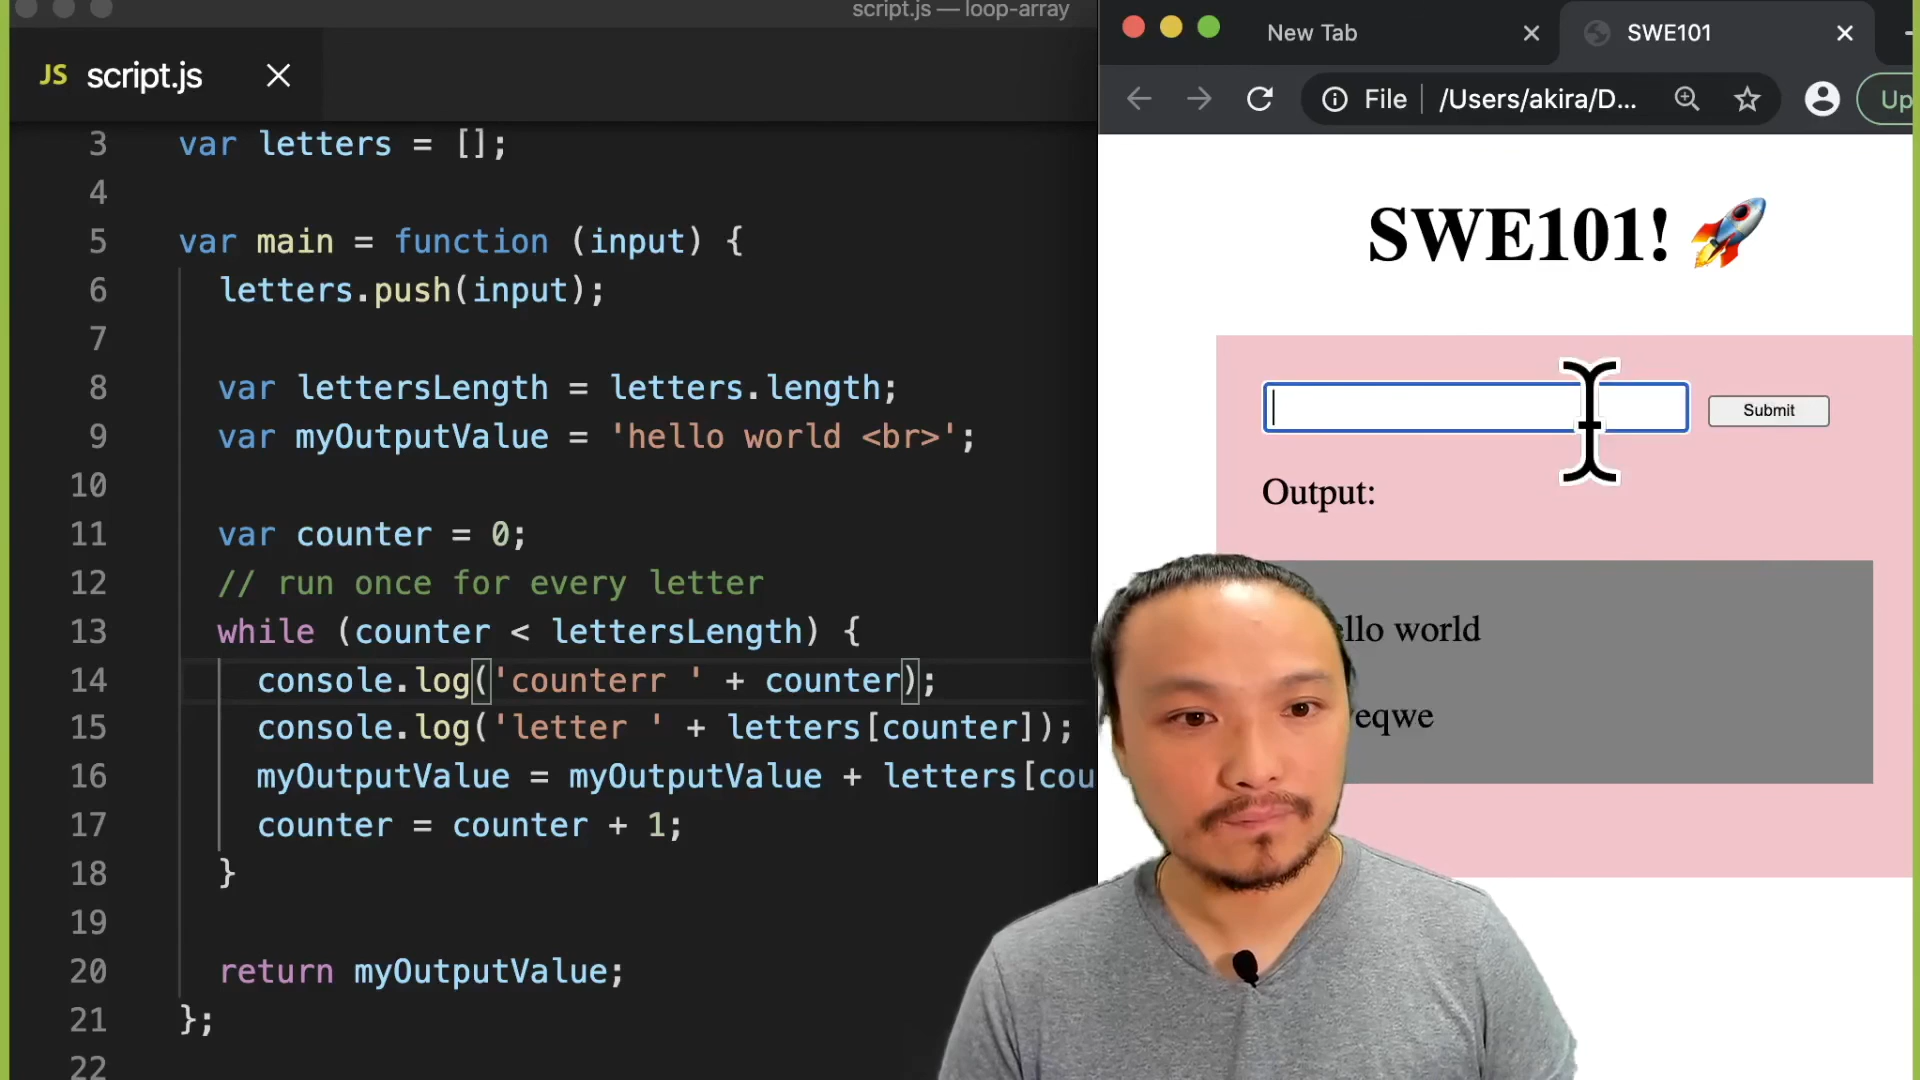 script.js — loop-array
JS script.js
3 var letters = [];
4
5 var main = function (input) {
6 letters.push(input);
7
8 var lettersLength = letters.length;
9 var myOutputValue = 'hello world <br>';
10
11 var counter = 0;
12 // run once for every letter
13 while (counter < lettersLength) {
14 console.log('counterr ' + counter);
15 console.log('letter ' + letters[counter]);
16 myOutputValue = myOutputValue + letters[cou
17 counter = counter + 1;
18 }
19
20 return myOutputValue;
21 };
22
New Tab
SWE101
File /Users/akira/D... Up
SWE101! 🚀
Submit
Output:
ello world
eqwe